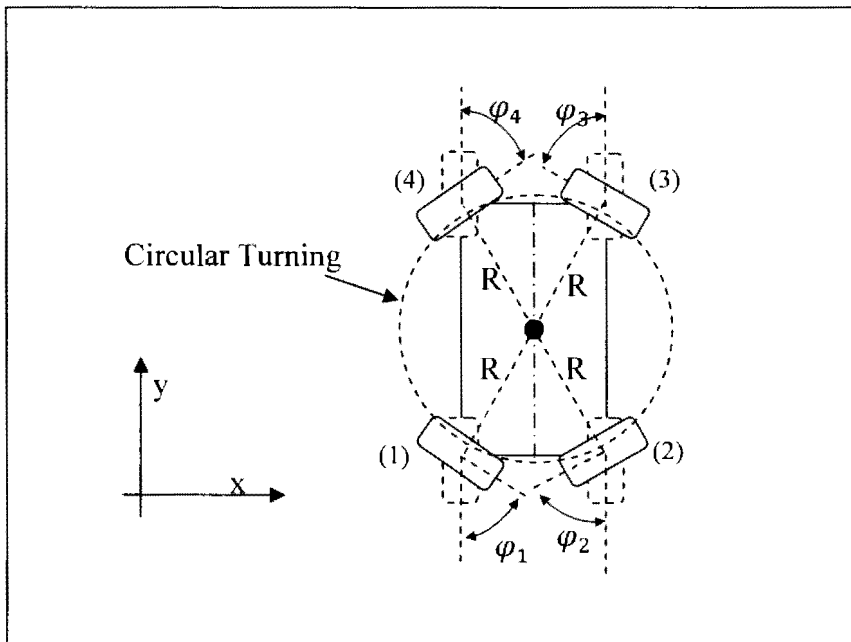 φ₄ φ₃
(4) (3)
Circular Turning
R R
R R
y
(1) (2)
x
φ₁ φ₂